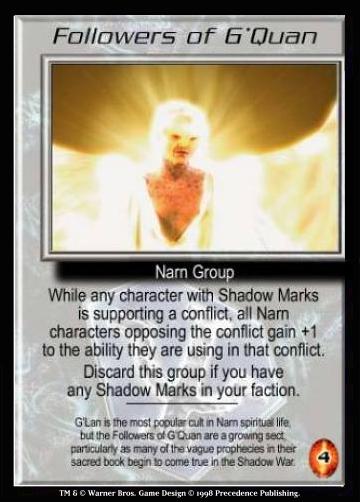 Followers of G'Quan
Narn Group
While any character with Shadow Marks
is supporting a conflict, all Narn
characters opposing the conflict gain +1
to the ability they are using in that conflict.
Discard this group if you have
any Shadow Marks in your faction.
G'Lan is the most popular cult in Narn spiritual life,
but the Followers of G'Quan are a growing sect,
particularly as many of the vague prophecies in their
sacred book begin to come true in the Shadow War.
4
TM & © Warner Bros. Game Design © 1998 Precedence Publishing.